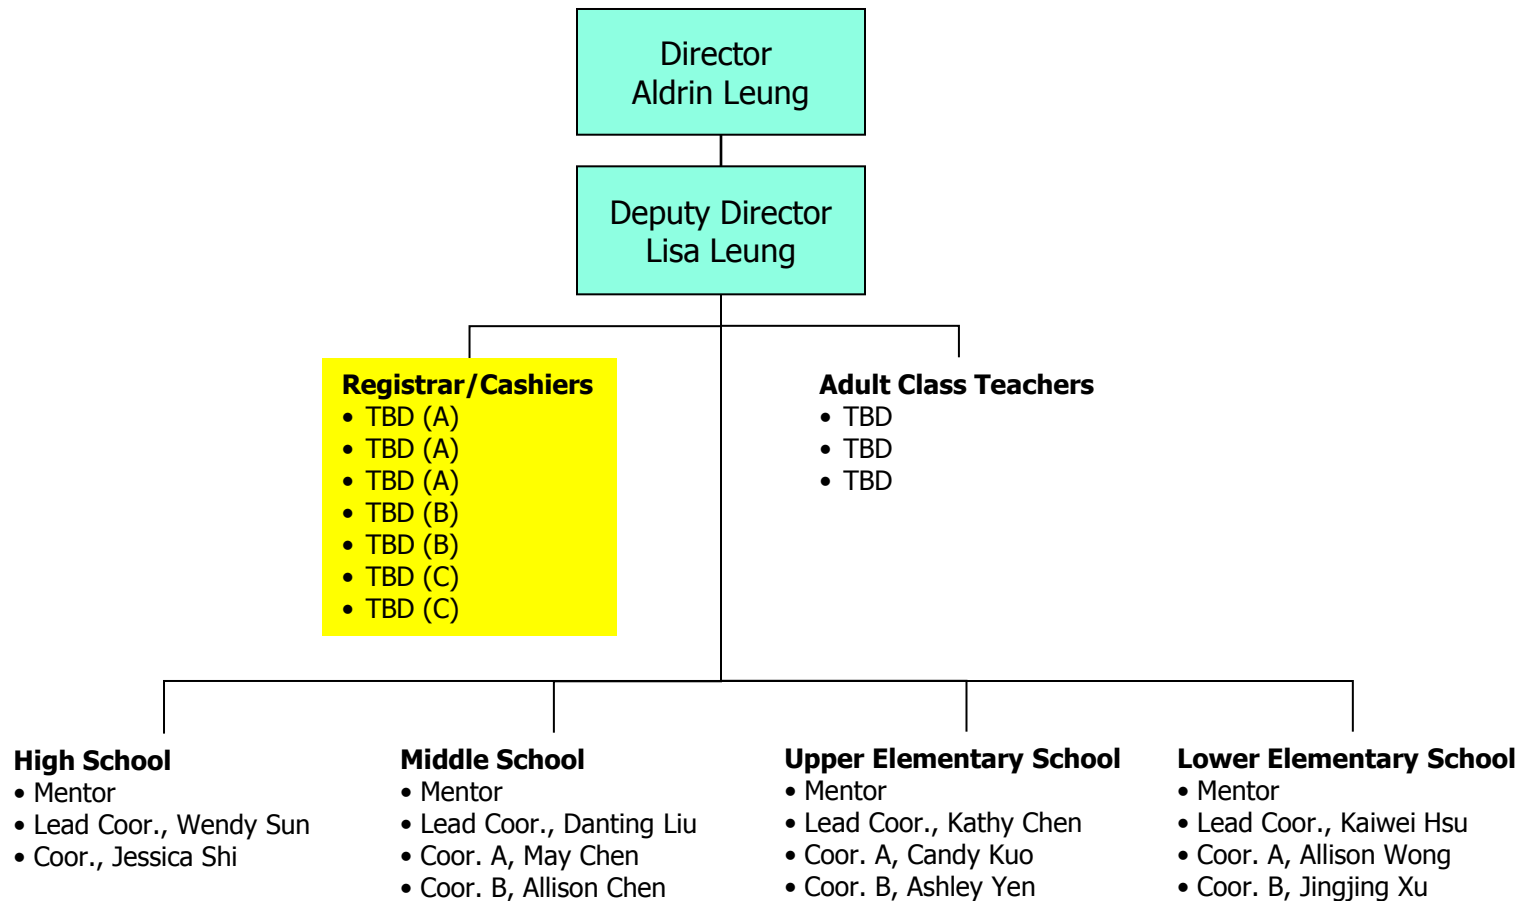 Director
Aldrin Leung
Deputy Director
Lisa Leung
Registrar/Cashiers
• TBD (A)
• TBD (A)
• TBD (A)
• TBD (B)
• TBD (B)
• TBD (C)
• TBD (C)
Adult Class Teachers
• TBD
• TBD
• TBD
High School
• Mentor
• Lead Coor., Wendy Sun
• Coor., Jessica Shi
Middle School
• Mentor
• Lead Coor., Danting Liu
• Coor. A, May Chen
• Coor. B, Allison Chen
Upper Elementary School
• Mentor
• Lead Coor., Kathy Chen
• Coor. A, Candy Kuo
• Coor. B, Ashley Yen
Lower Elementary School
• Mentor
• Lead Coor., Kaiwei Hsu
• Coor. A, Allison Wong
• Coor. B, Jingjing Xu